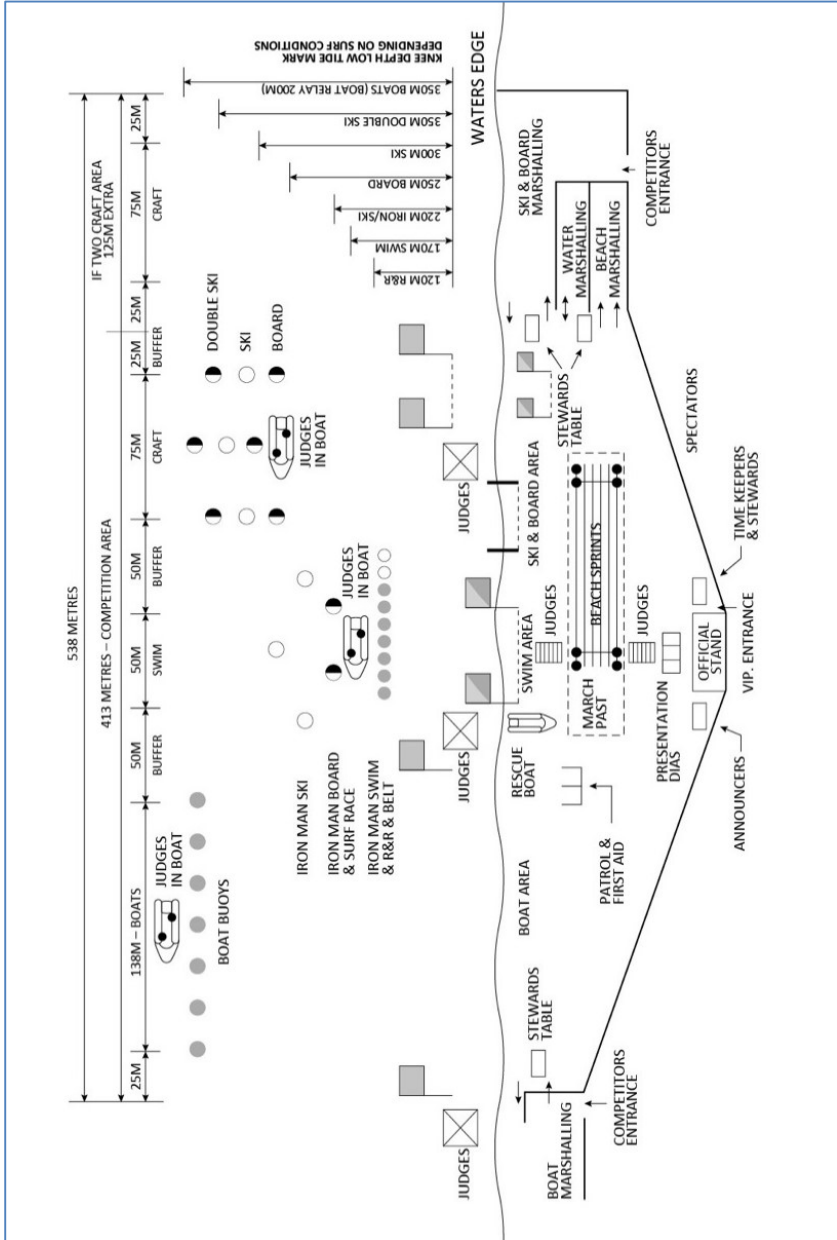 538 METRES
IF TWO CRAFT AREA
125M EXTRA
413 METRES – COMPETITION AREA
25M
138M – BOATS
50M
BUFFER
50M
SWIM
50M
BUFFER
75M
CRAFT
25M
BUFFER
25M
75M
CRAFT
25M
JUDGES
IN BOAT
BOAT BUOYS
DOUBLE SKI
SKI
BOARD
JUDGES
IN BOAT
IRON MAN SKI
IRON MAN BOARD
& SURF RACE
IRON MAN SWIM
& R&R & BELT
JUDGES
IN BOAT
KNEE DEPTH LOW TIDE MARK
DEPENDING ON SURF CONDITIONS
350M BOATS (BOAT RELAY 200M)
350M DOUBLE SKI
300M SKI
250M BOARD
220M IRON/SKI
170M SWIM
120M R&R
WATERS EDGE
JUDGES
JUDGES
JUDGES
BOAT AREA
RESCUE
BOAT
SWIM AREA
SKI & BOARD AREA
SKI & BOARD
MARSHALLING
STEWARDS
TABLE
JUDGES
STEWARDS
TABLE
WATER
MARSHALLING
BEACH
MARSHALLING
BOAT
MARSHALLING
COMPETITORS
ENTRANCE
PATROL &
FIRST AID
MARCH
PAST
BEACH SPRINTS
JUDGES
COMPETITORS
ENTRANCE
PRESENTATION
DIAS
OFFICIAL
STAND
SPECTATORS
ANNOUNCERS
VIP. ENTRANCE
TIME KEEPERS
& STEWARDS